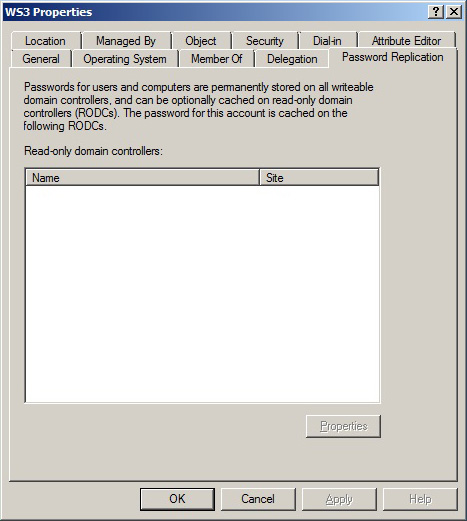 WS3 Properties
Location Managed By Object Security Dial-in Attribute Editor
General Operating System Member Of Delegation Password Replication
Passwords for users and computers are permanently stored on all writeable
domain controllers, and can be optionally cached on read-only domain
controllers (RODCs). The password for this account is cached on the
following RODCs.
Read-only domain controllers:
Name Site
Properties
OK Cancel Apply Help